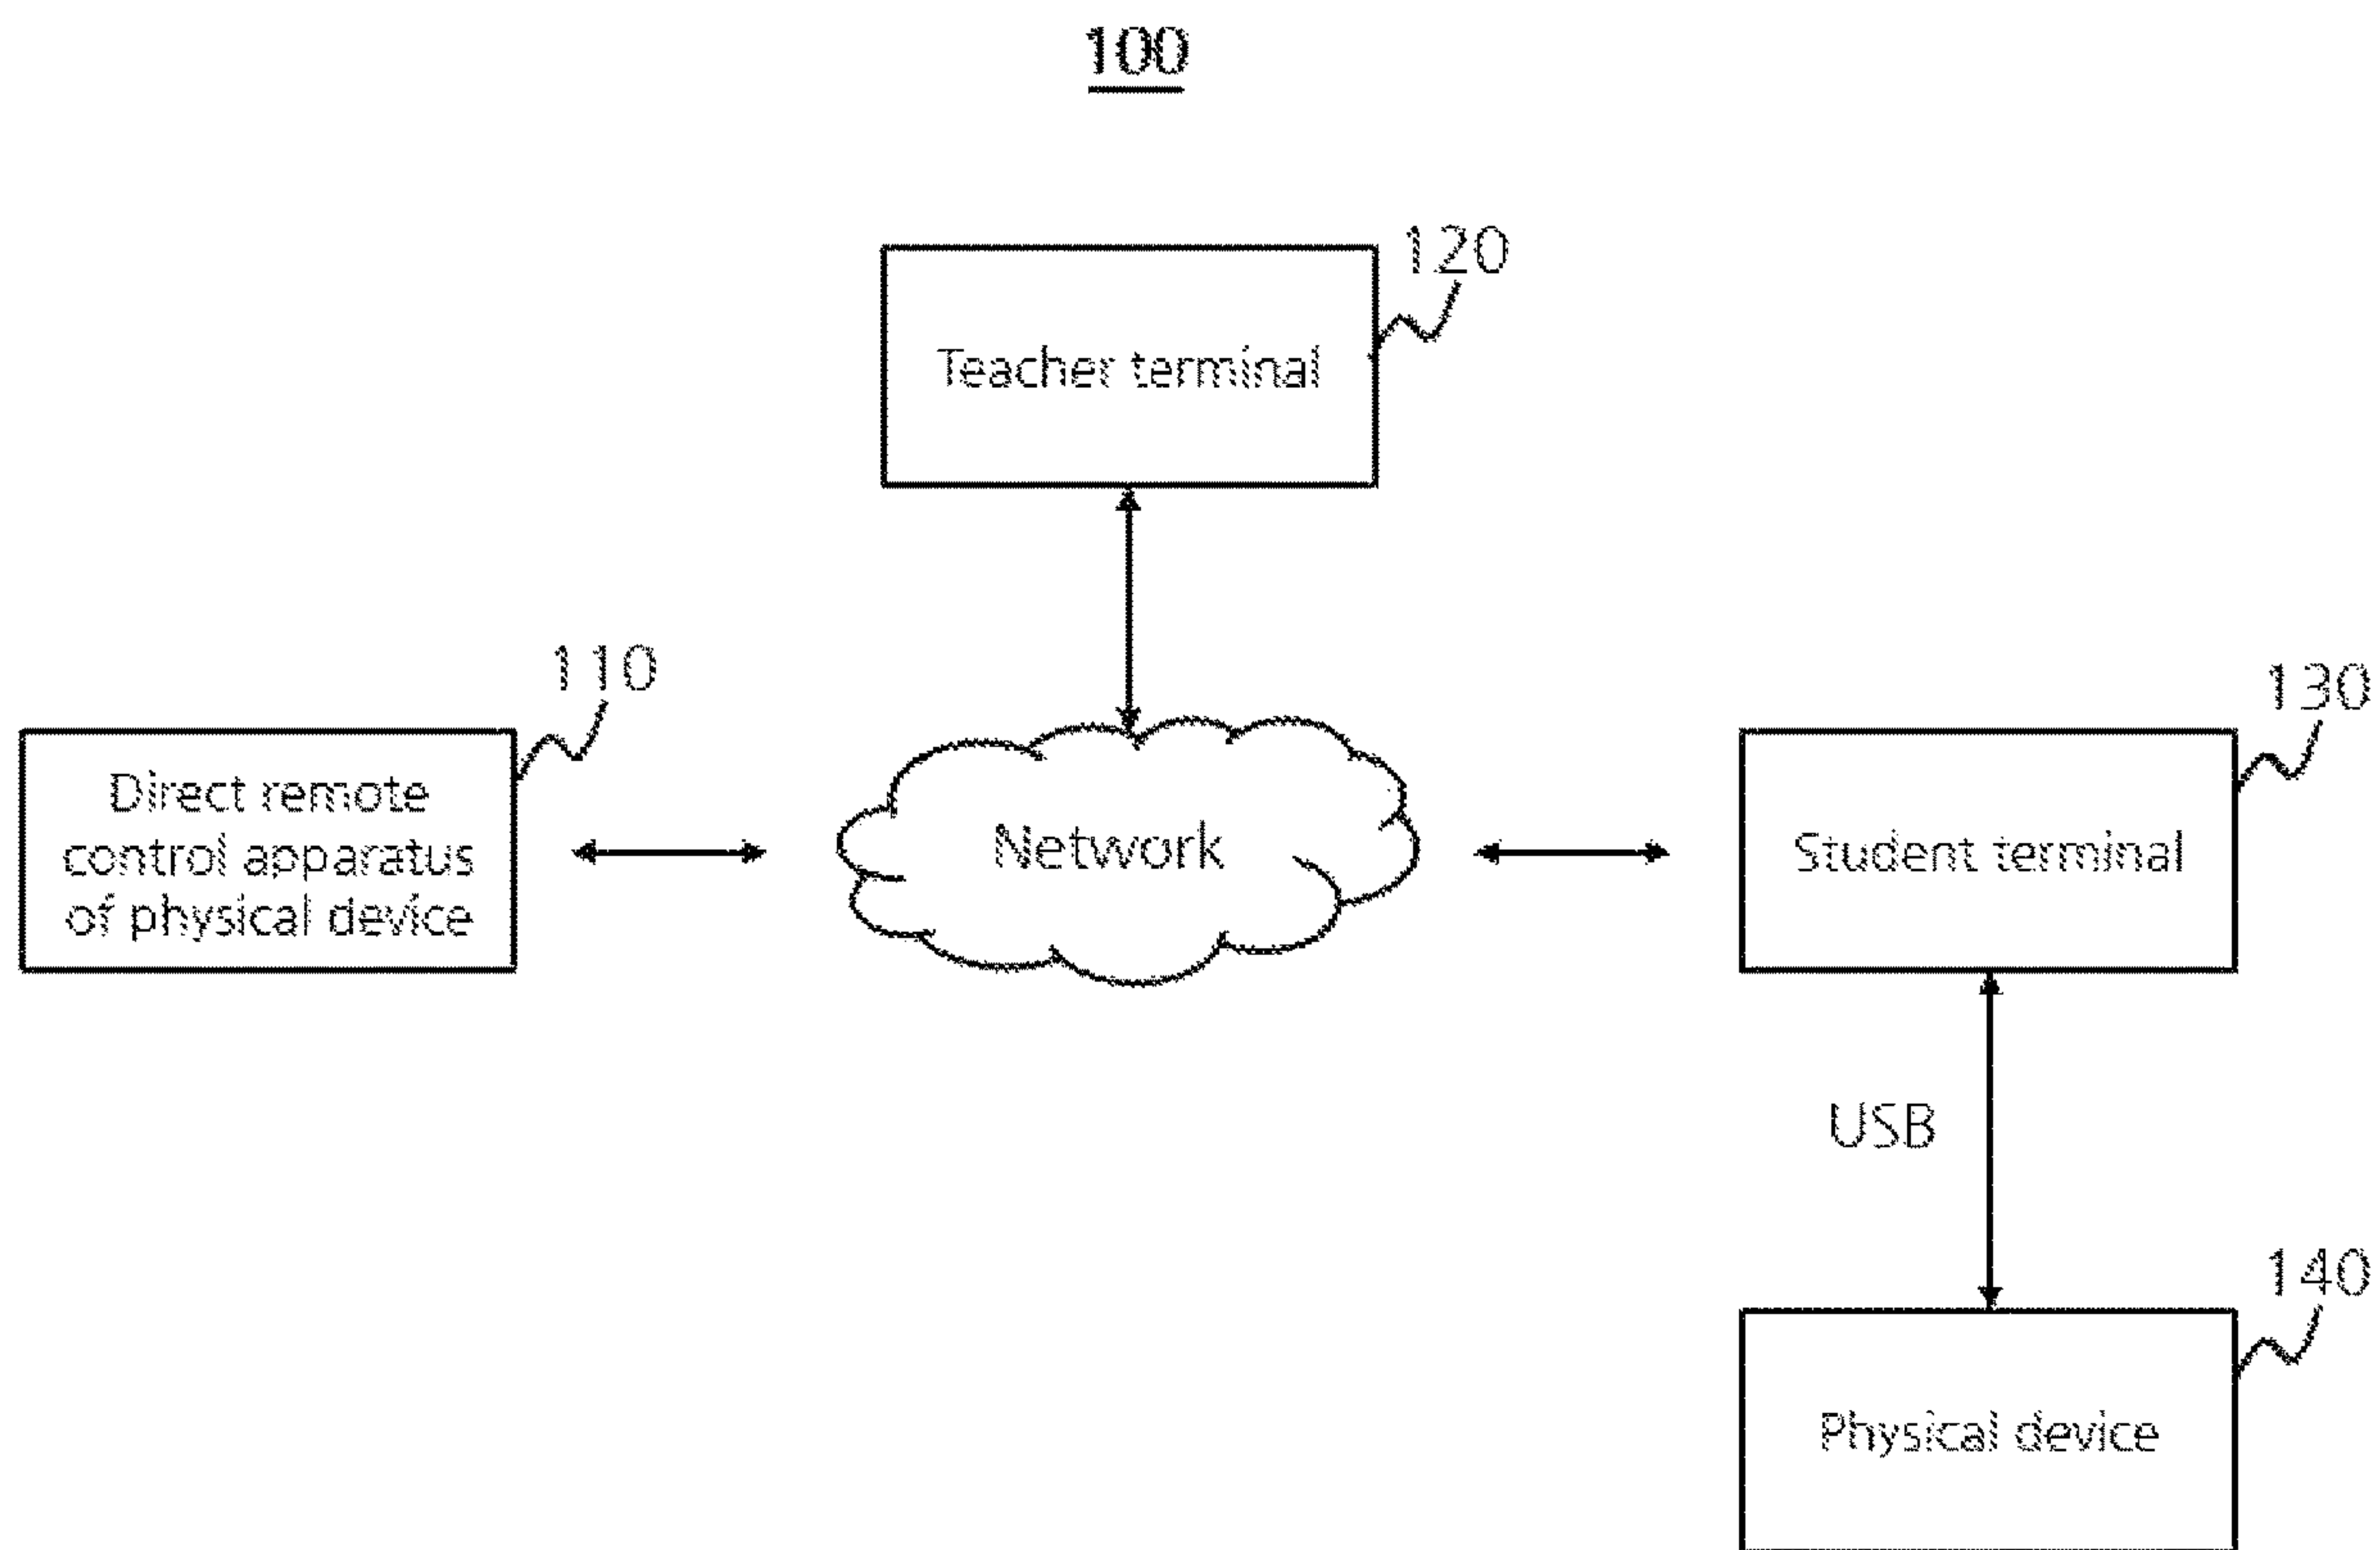 100
120
Teacher terminal
110
130
Direct remote
control apparatus
of physical device
Network
Student terminal
USB
140
Physical device